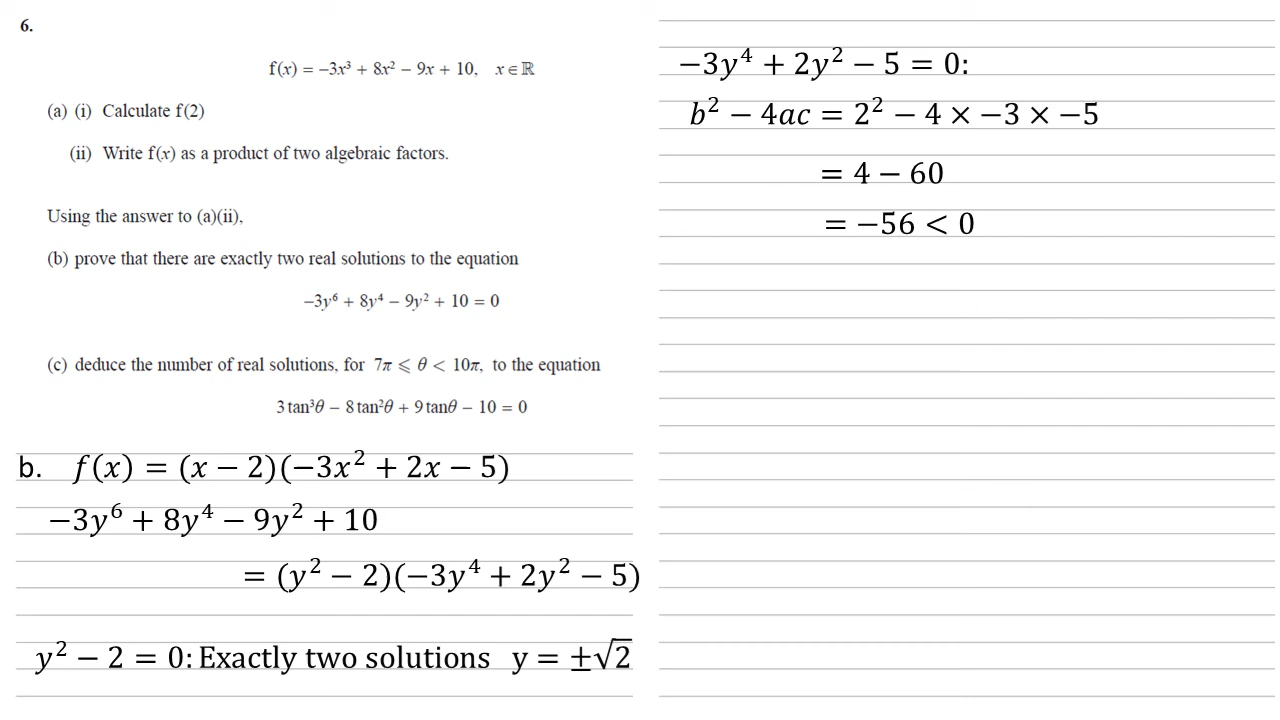 6.
f(x) = −3x³ + 8x² − 9x + 10, x ∈ ℝ
(a) (i) Calculate f(2)
(ii) Write f(x) as a product of two algebraic factors.
Using the answer to (a)(ii),
(b) prove that there are exactly two real solutions to the equation
−3y⁶ + 8y⁴ − 9y² + 10 = 0
(c) deduce the number of real solutions, for 7π ⩽ θ < 10π, to the equation
3 tan³θ − 8 tan²θ + 9 tanθ − 10 = 0
b. f(x) = (x − 2)(−3x² + 2x − 5)
−3y⁶ + 8y⁴ − 9y² + 10
= (y² − 2)(−3y⁴ + 2y² − 5)
y² − 2 = 0: Exactly two solutions y = ±√2
−3y⁴ + 2y² − 5 = 0:
b² − 4ac = 2² − 4 × −3 × −5
= 4 − 60
= −56 < 0